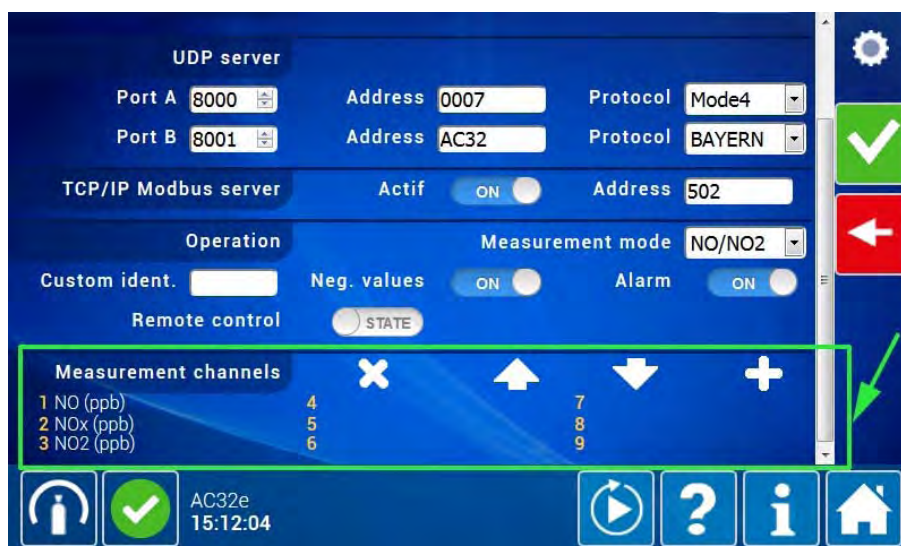 UDP server
Port A 8000 Address 0007 Protocol Mode4
Port B 8001 Address AC32 Protocol BAYERN
TCP/IP Modbus server Actif ON Address 502
Operation Measurement mode NO/NO2
Custom ident. Neg. values ON Alarm ON
Remote control STATE
Measurement channels
1 NO (ppb) 4 7
2 NOx (ppb) 5 8
3 NO2 (ppb) 6 9
AC32e
15:12:04
? i